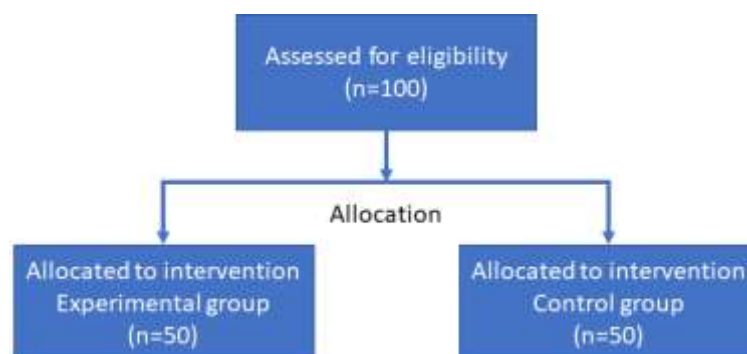 Assessed for eligibility
(n=100)
Allocation
Allocated to intervention
Experimental group
(n=50)
Allocated to intervention
Control group
(n=50)